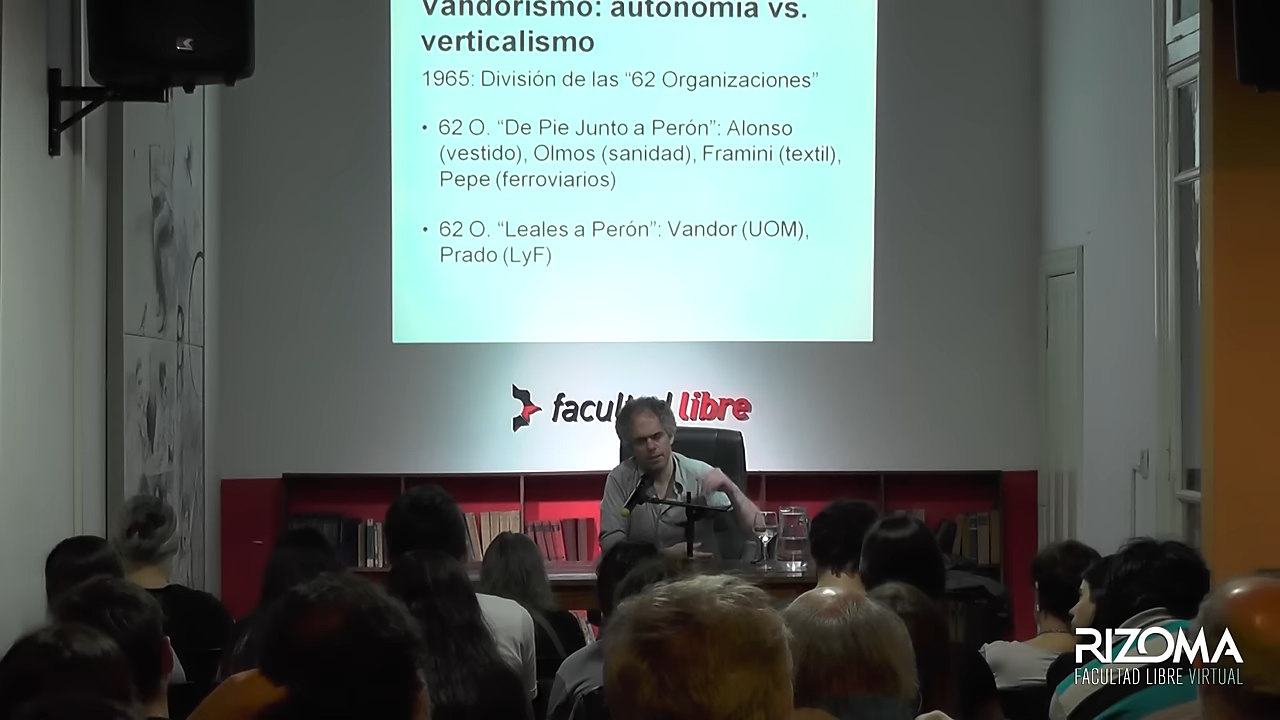 Vandorismo: autonomía vs.
verticalismo
1965: División de las “62 Organizaciones”
• 62 O. “De Pie Junto a Perón”: Alonso
(vestido), Olmos (sanidad), Framini (textil),
Pepe (ferroviarios)
• 62 O. “Leales a Perón”: Vandor (UOM),
Prado (LyF)
facultad libre
RIZOMA
FACULTAD LIBRE VIRTUAL